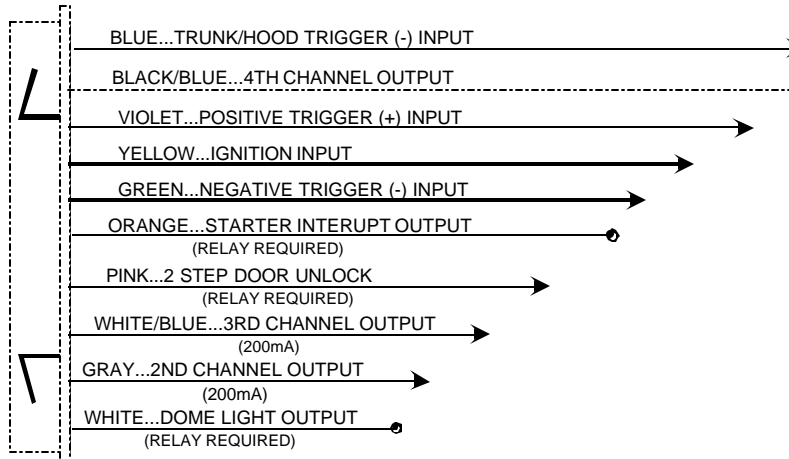 BLUE...TRUNK/HOOD TRIGGER (-) INPUT
BLACK/BLUE...4TH CHANNEL OUTPUT
VIOLET...POSITIVE TRIGGER (+) INPUT
YELLOW...IGNITION INPUT
GREEN...NEGATIVE TRIGGER (-) INPUT
ORANGE...STARTER INTERUPT OUTPUT
(RELAY REQUIRED)
PINK...2 STEP DOOR UNLOCK
(RELAY REQUIRED)
WHITE/BLUE...3RD CHANNEL OUTPUT
(200mA)
GRAY...2ND CHANNEL OUTPUT
(200mA)
WHITE...DOME LIGHT OUTPUT
(RELAY REQUIRED)